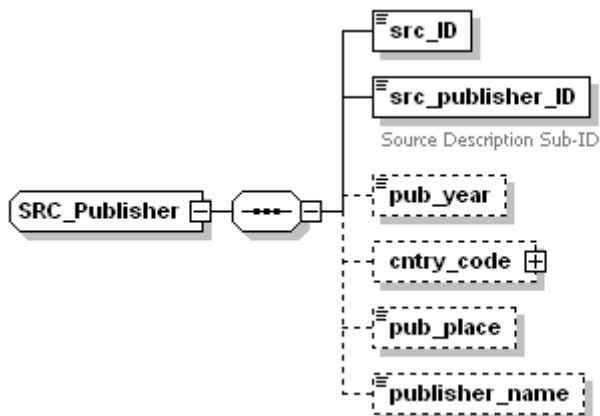 src_ID
src_publisher_ID
Source Description Sub-ID
pub_year
SRC_Publisher
cntry_code
pub_place
publisher_name